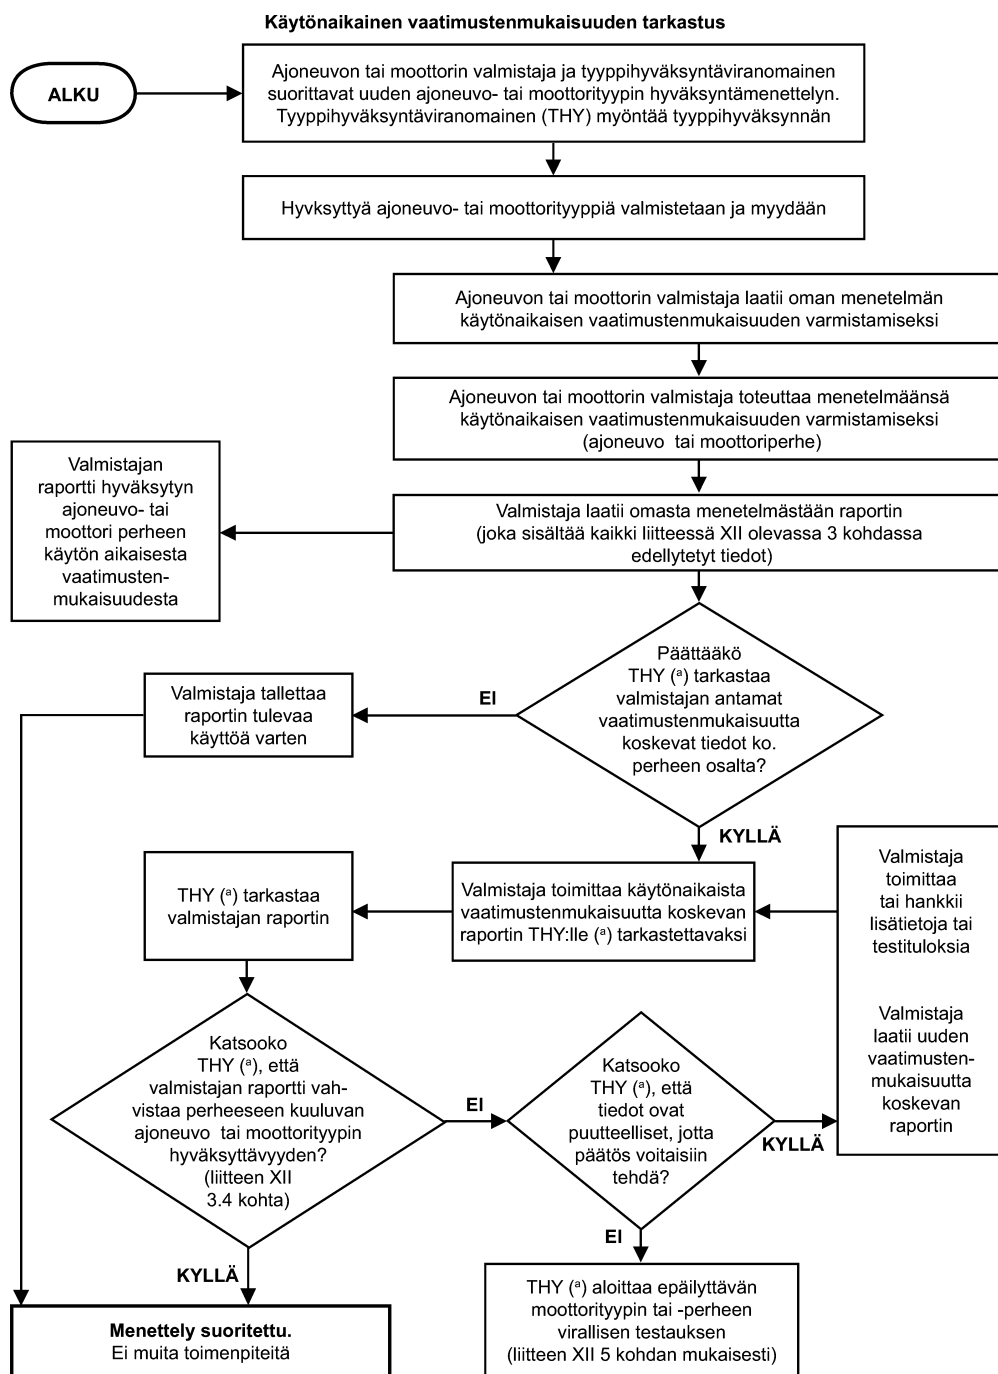 Käytönaikainen vaatimustenmukaisuuden tarkastus
ALKU
Ajoneuvon tai moottorin valmistaja ja tyyppihyväksyntäviranomainen
suorittavat uuden ajoneuvo- tai moottorityypin hyväksyntämenettelyn.
Tyyppihyväksyntäviranomainen (THY) myöntää tyyppihyväksynnän
Hyvksyttyä ajoneuvo- tai moottorityyppiä valmistetaan ja myydään
Ajoneuvon tai moottorin valmistaja laatii oman menetelmän
käytönaikaisen vaatimustenmukaisuuden varmistamiseksi
Ajoneuvon tai moottorin valmistaja toteuttaa menetelmäänsä
käytönaikaisen vaatimustenmukaisuuden varmistamiseksi
(ajoneuvo tai moottoriperhe)
Valmistaja laatii omasta menetelmästään raportin
(joka sisältää kaikki liitteessä XII olevassa 3 kohdassa
edellytetyt tiedot)
Valmistajan
raportti hyväksytyn
ajoneuvo- tai
moottori perheen
käytön aikaisesta
vaatimusten-
mukaisuudesta
Päättääkö
THY (ᵃ) tarkastaa
valmistajan antamat
vaatimustenmukaisuutta
koskevat tiedot ko.
perheen osalta?
EI
Valmistaja tallettaa
raportin tulevaa
käyttöä varten
KYLLÄ
Valmistaja toimittaa käytönaikaista
vaatimustenmukaisuutta koskevan
raportin THY:lle (ᵃ) tarkastettavaksi
THY (ᵃ) tarkastaa
valmistajan raportin
Valmistaja
toimittaa
tai hankkii
lisätietoja tai
testituloksia
Valmistaja
laatii uuden
vaatimusten-
mukaisuutta
koskevan
raportin
Katsooko
THY (ᵃ), että
valmistajan raportti vah-
vistaa perheeseen kuuluvan
ajoneuvo tai moottorityypin
hyväksyttävyyden?
(liitteen XII
3.4 kohta)
EI
Katsooko
THY (ᵃ), että
tiedot ovat
puutteelliset, jotta
päätös voitaisiin
tehdä?
KYLLÄ
EI
KYLLÄ
Menettely suoritettu.
Ei muita toimenpiteitä
THY (ᵃ) aloittaa epäilyttävän
moottorityypin tai -perheen
virallisen testauksen
(liitteen XII 5 kohdan mukaisesti)